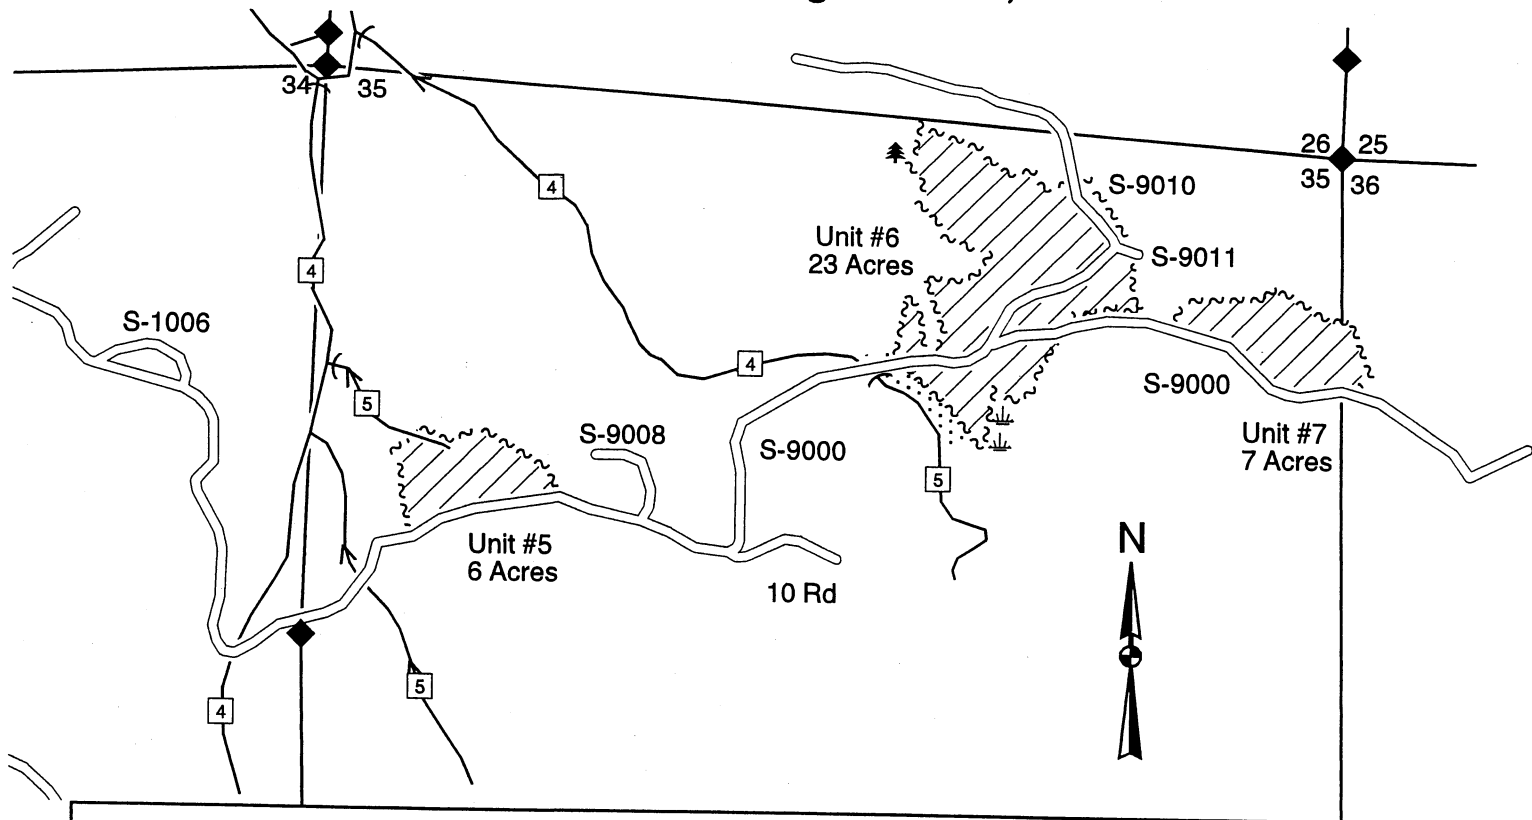 34 35
26 25
35 36
4
S-9010
Unit #6
23 Acres
S-9011
4
S-1006
4
S-9000
5
S-9008
S-9000
Unit #7
7 Acres
5
Unit #5
6 Acres
N
10 Rd
5
4